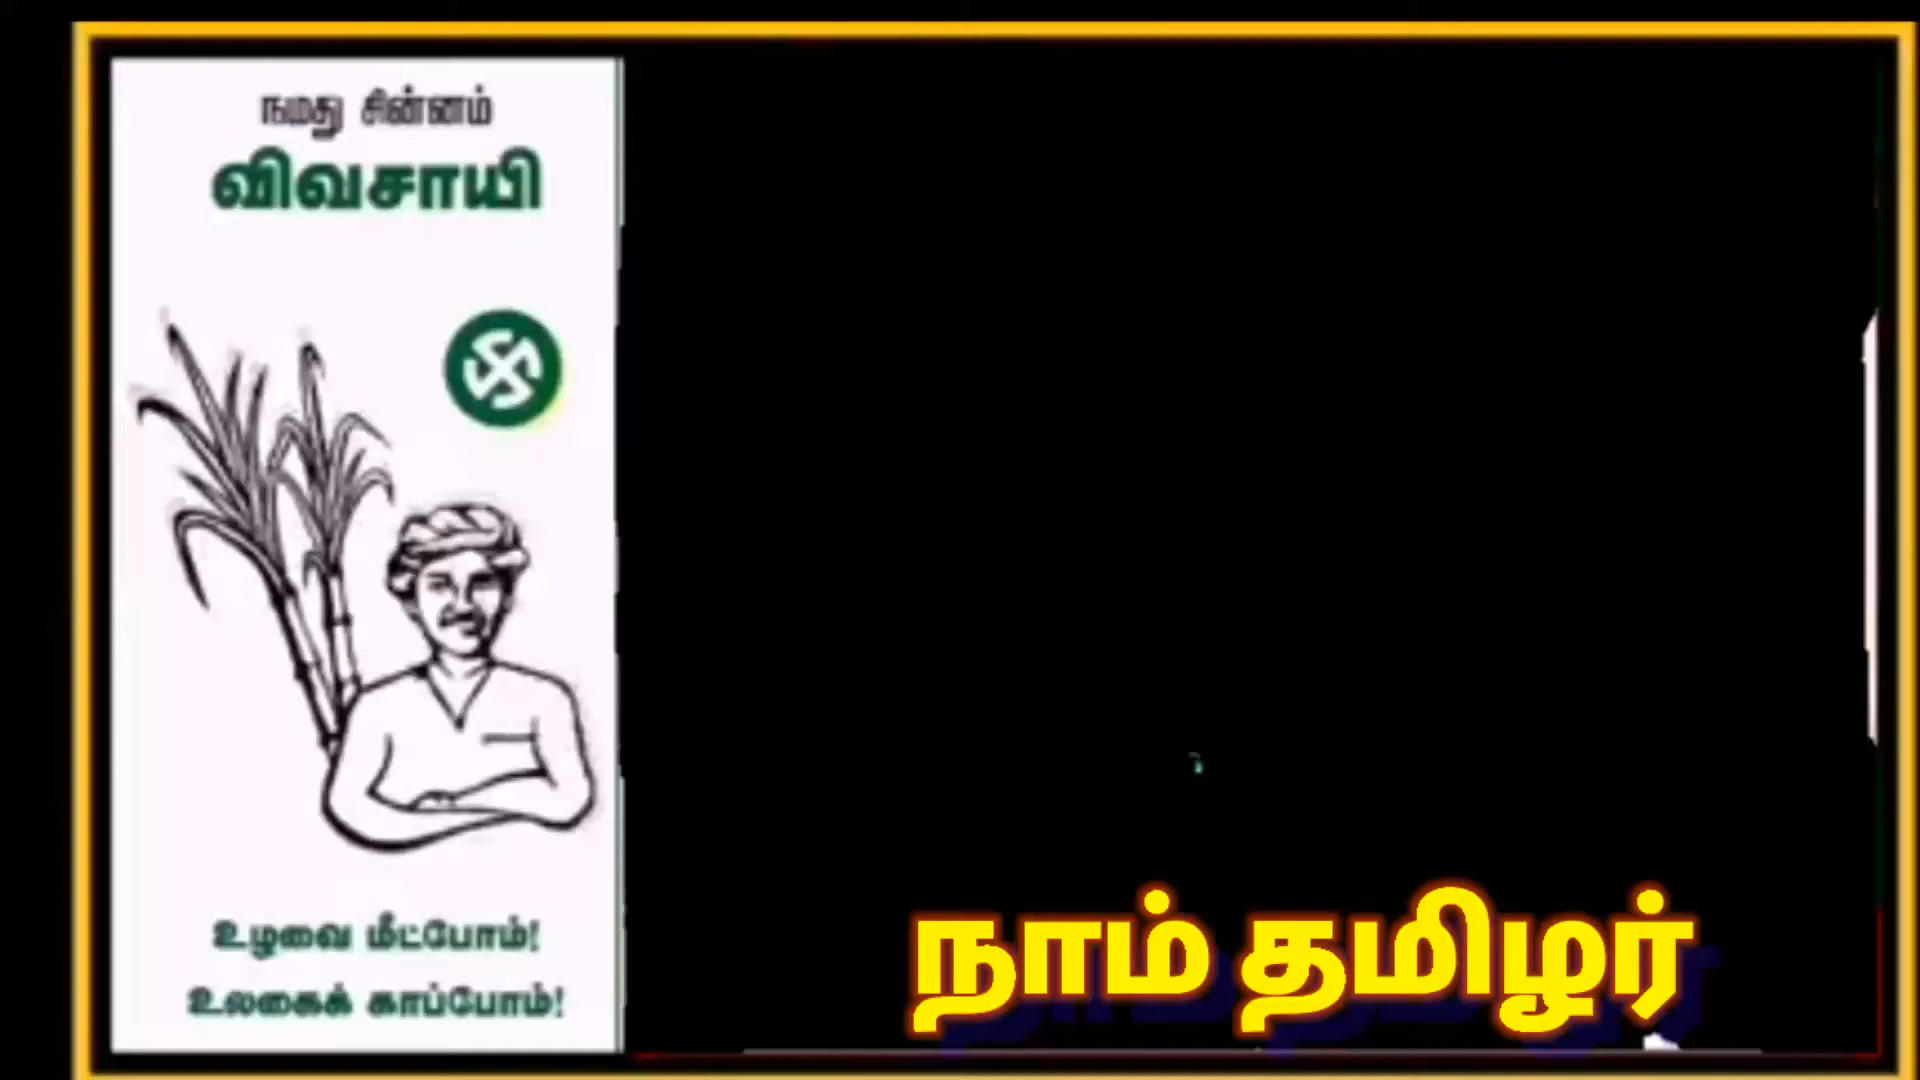 நமது சின்னம்
விவசாயி
உழவை மீட்போம்!
உலகைக் காப்போம்!
நாம் தமிழர்